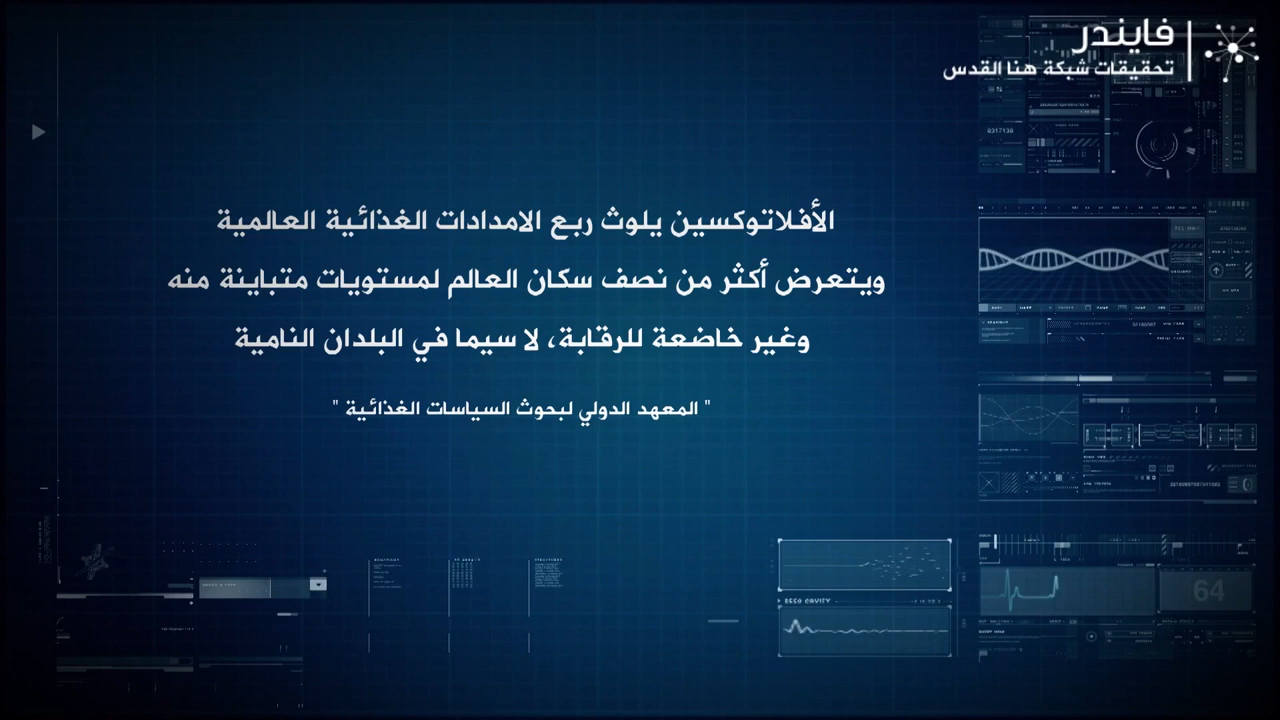 فايندر
تحقيقات شبكة هنا القدس
الأفلاتوكسين يلوث ربع الامدادات الغذائية العالمية
ويتعرض أكثر من نصف سكان العالم لمستويات متباينة منه
وغير خاضعة للرقابة، لا سيما في البلدان النامية
" المعهد الدولي لبحوث السياسات الغذائية "
64